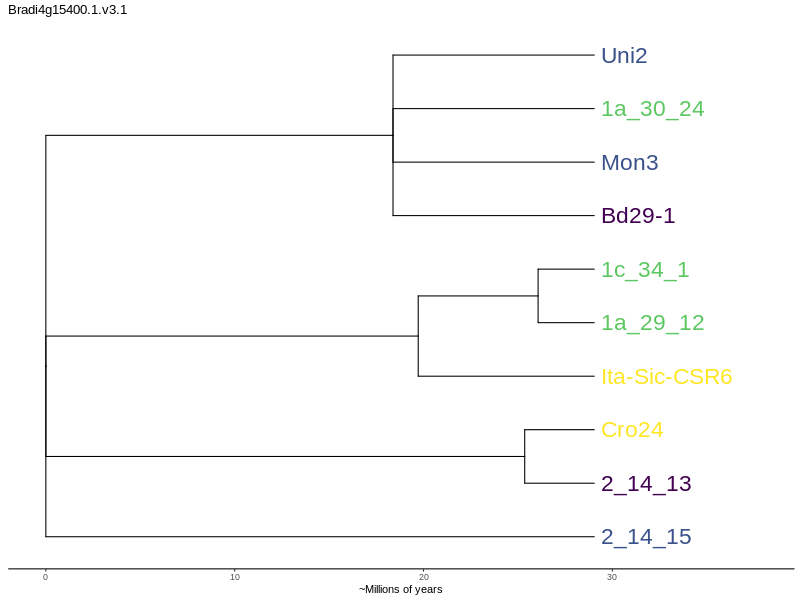 Bradi4g15400.1.v3.1
Uni2
1a_30_24
Mon3
Bd29-1
1c_34_1
1a_29_12
Ita-Sic-CSR6
Cro24
2_14_13
2_14_15
0 10 20 30
~Millions of years